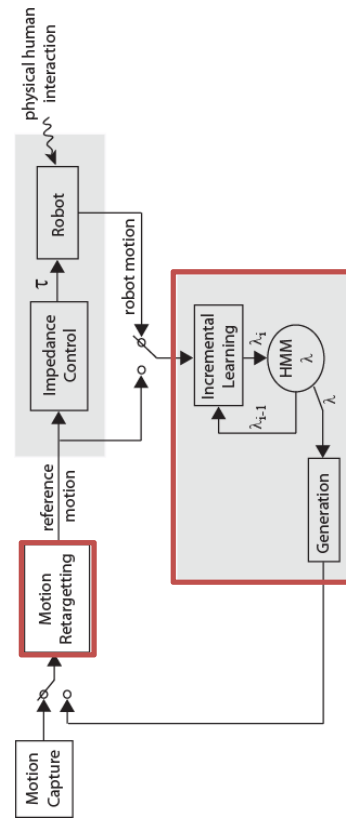 Motion
Capture
Motion
Retargetting
reference
motion
Impedance
Control
τ
Robot
physical human
interaction
robot motion
Incremental
Learning
λi
λi-1
HMM
λ
λ
Generation